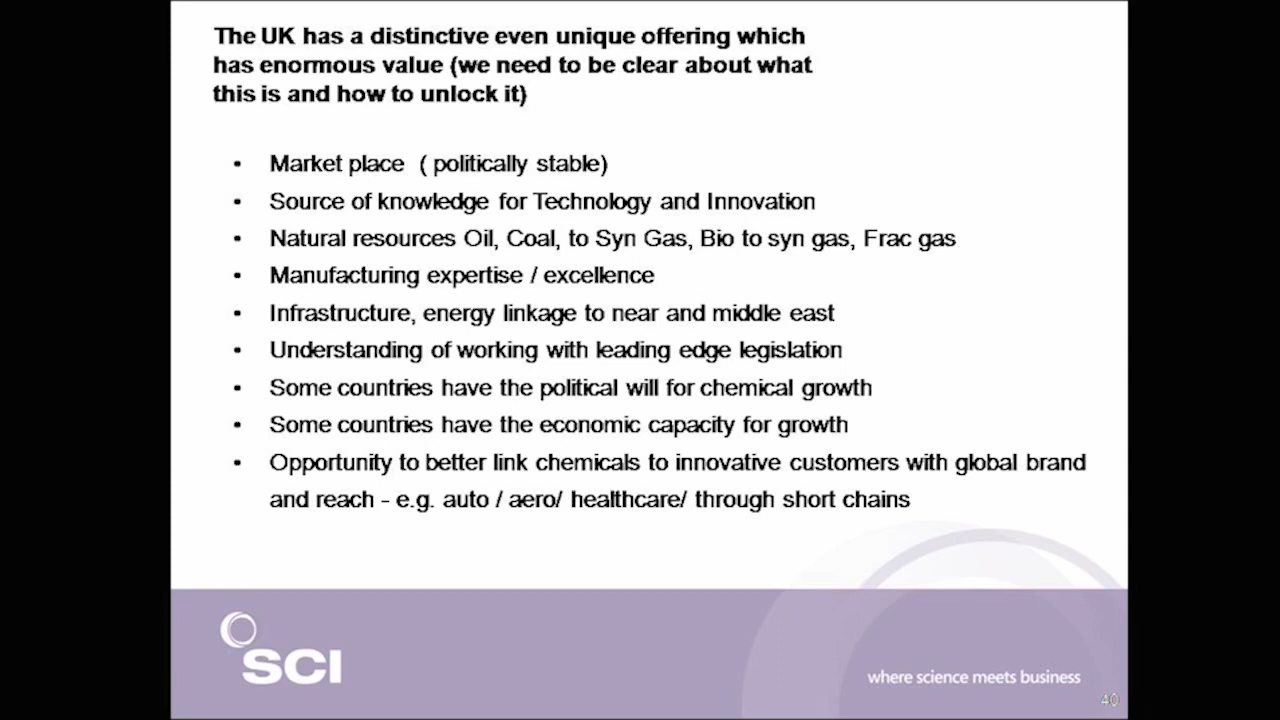 The UK has a distinctive even unique offering which
has enormous value (we need to be clear about what
this is and how to unlock it)
• Market place ( politically stable)
• Source of knowledge for Technology and Innovation
• Natural resources Oil, Coal, to Syn Gas, Bio to syn gas, Frac gas
• Manufacturing expertise / excellence
• Infrastructure, energy linkage to near and middle east
• Understanding of working with leading edge legislation
• Some countries have the political will for chemical growth
• Some countries have the economic capacity for growth
• Opportunity to better link chemicals to innovative customers with global brand
and reach - e.g. auto / aero/ healthcare/ through short chains
SCI
where science meets business
40